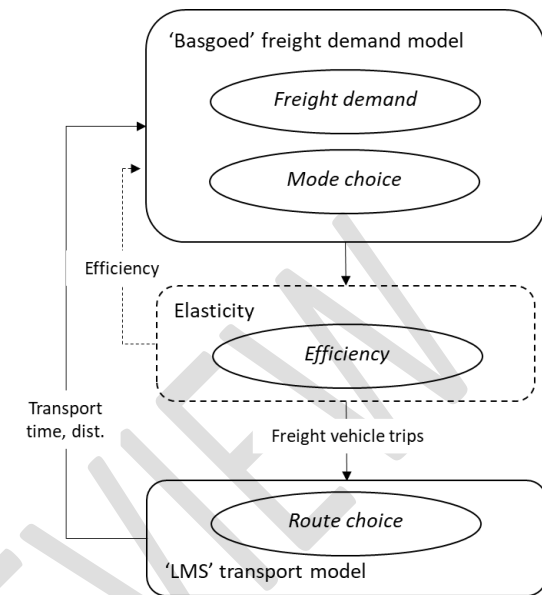 ‘Basgoed’ freight demand model
Freight demand
Mode choice
Efficiency
Elasticity
Efficiency
Transport
time, dist.
Freight vehicle trips
Route choice
‘LMS’ transport model
VIEW